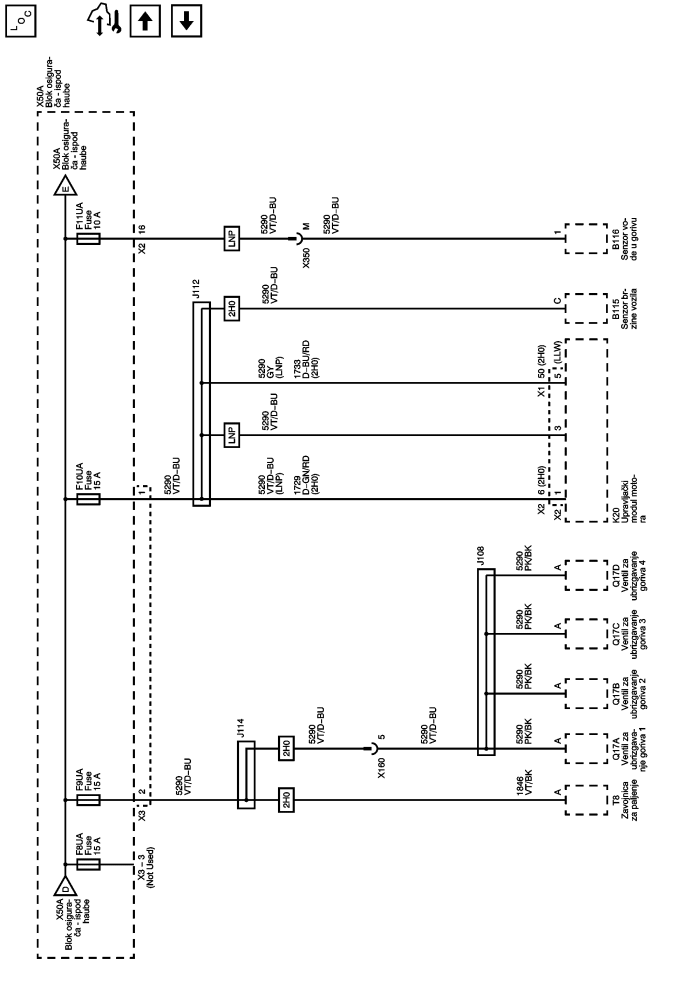 LOC
X50A
Blok osigura-
ča - ispod
haube
X50A
Blok osigura-
ča - ispod
haube
E
F11UA
Fuse
10 A
16
X2
LNP
5290
VT/D–BU
M
X350
5290
VT/D–BU
1
B116
Senzor vo-
de u gorivu
J112
2H0
5290
VT/D–BU
C
B115
Senzor br-
zine vozila
5290
GY
(LNP)
1733
D–BU/RD
(2H0)
50 (2H0)
X1
5 (LLW)
LNP
5290
VT/D–BU
3
F10UA
Fuse
15 A
1
5290
VT/D–BU
5290
VT/D–BU
(LNP)
1729
D–GN/RD
(2H0)
6 (2H0)
X2
1
X2
K20
Upravljački
modul moto-
ra
J108
5290
PK/BK
A
Q17D
Ventil za
ubrizgavanje
goriva 4
5290
PK/BK
A
Q17C
Ventil za
ubrizgavanje
goriva 3
5290
PK/BK
A
Q17B
Ventil za
ubrizgavanje
goriva 2
J114
2H0
5290
VT/D–BU
5
X160
5290
VT/D–BU
5290
PK/BK
A
Q17A
Ventil za
ubrizgava-
nje goriva 1
F9UA
Fuse
15 A
2
X3
5290
VT/D–BU
2H0
1846
VT/BK
A
T8
Zavojnica
za paljenje
F8UA
Fuse
15 A
X3 – 3
(Not Used)
D
X50A
Blok osigura-
ča - ispod
haube